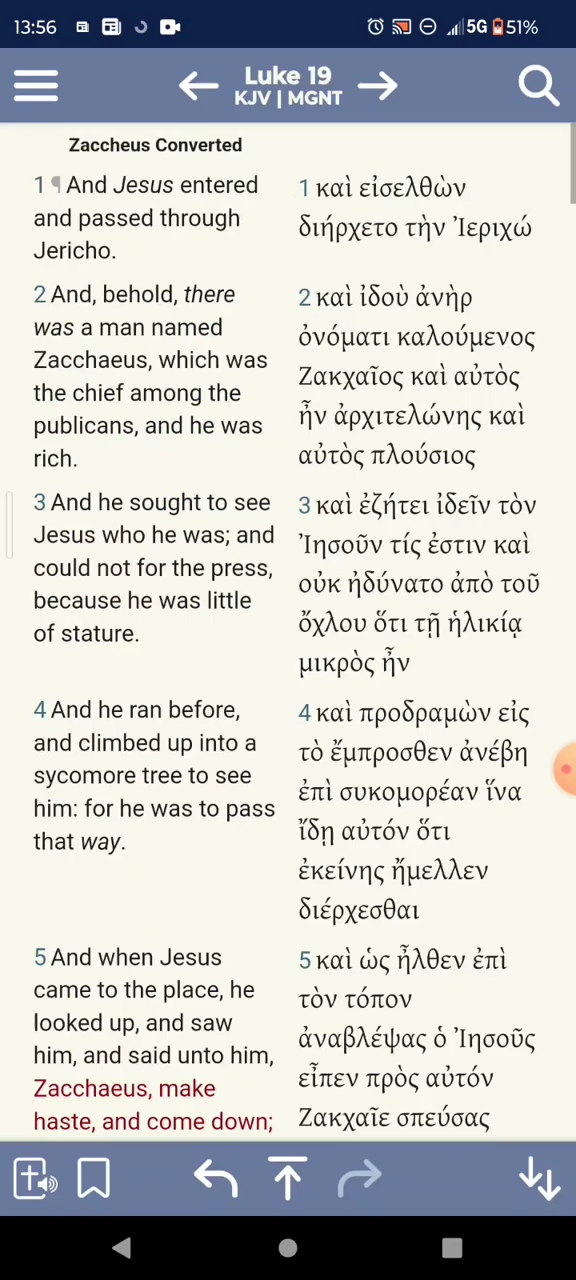 13:56
5G 51%
Luke 19
KJV | MGNT
Zaccheus Converted
1 ¶ And Jesus entered
and passed through
Jericho.
2 And, behold, there
was a man named
Zacchaeus, which was
the chief among the
publicans, and he was
rich.
3 And he sought to see
Jesus who he was; and
could not for the press,
because he was little
of stature.
4 And he ran before,
and climbed up into a
sycomore tree to see
him: for he was to pass
that way.
5 And when Jesus
came to the place, he
looked up, and saw
him, and said unto him,
Zacchaeus, make
haste, and come down;
1 καὶ εἰσελθὼν
διήρχετο τὴν Ἰεριχώ
2 καὶ ἰδοὺ ἀνὴρ
ὀνόματι καλούμενος
Ζακχαῖος καὶ αὐτὸς
ἦν ἀρχιτελώνης καὶ
αὐτὸς πλούσιος
3 καὶ ἐζήτει ἰδεῖν τὸν
Ἰησοῦν τίς ἐστιν καὶ
οὐκ ἠδύνατο ἀπὸ τοῦ
ὄχλου ὅτι τῇ ἡλικίᾳ
μικρὸς ἦν
4 καὶ προδραμὼν εἰς
τὸ ἔμπροσθεν ἀνέβη
ἐπὶ συκομορέαν ἵνα
ἴδῃ αὐτόν ὅτι
ἐκείνης ἤμελλεν
διέρχεσθαι
5 καὶ ὡς ἦλθεν ἐπὶ
τὸν τόπον
ἀναβλέψας ὁ Ἰησοῦς
εἶπεν πρὸς αὐτόν
Ζακχαῖε σπεύσας